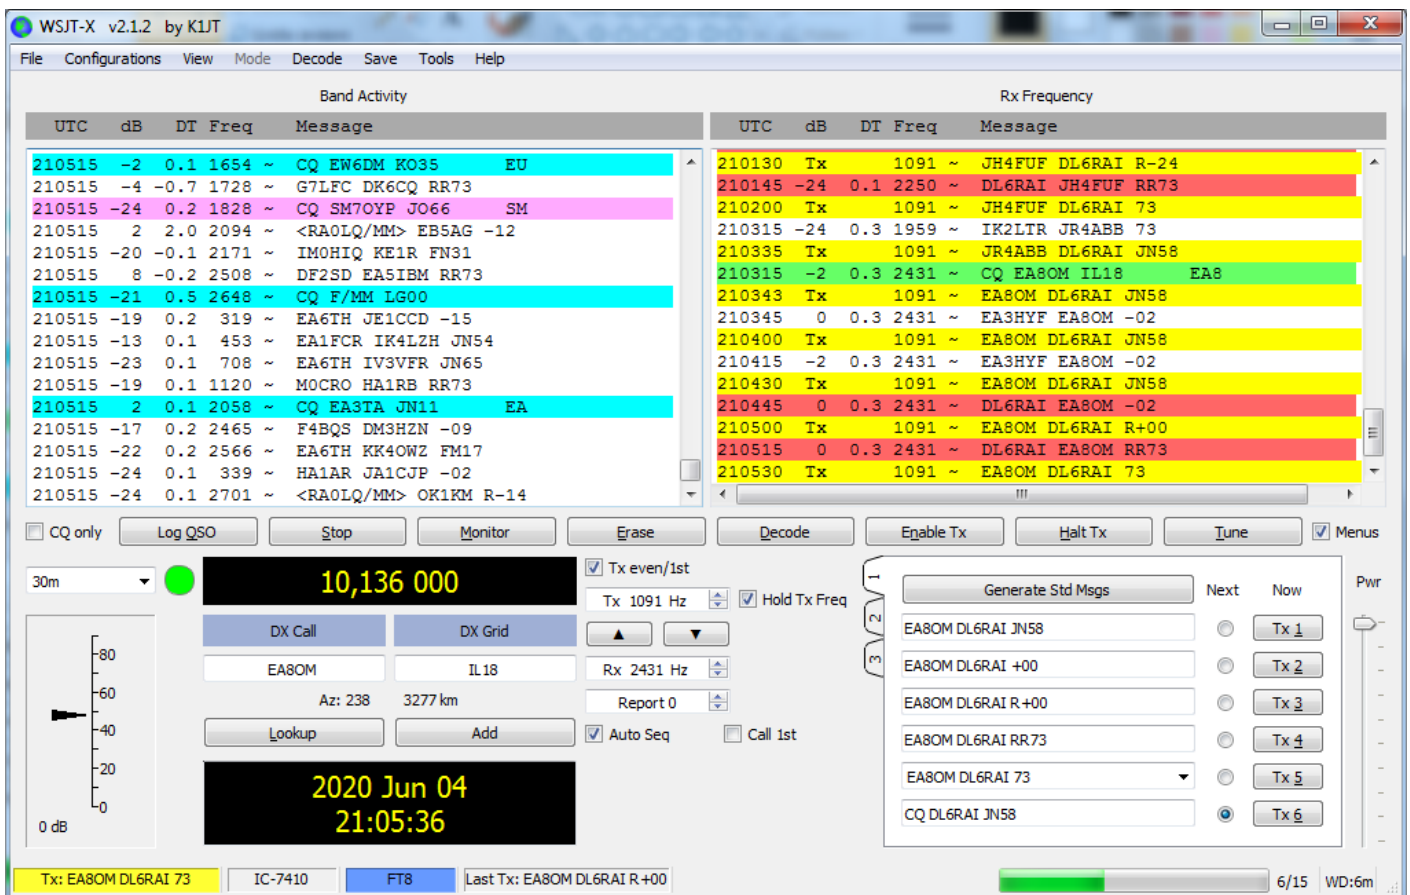 WSJT-X v2.1.2 by K1JT
File Configurations View Mode Decode Save Tools Help
Band Activity
UTC dB DT Freq Message
210515 -2 0.1 1654 ~ CQ EW6DM KO35 EU
210515 -4 -0.7 1728 ~ G7LFC DK6CQ RR73
210515 -24 0.2 1828 ~ CQ SM7OYP JO66 SM
210515 2 2.0 2094 ~ <RA0LQ/MM> EB5AG -12
210515 -20 -0.1 2171 ~ IM0HIQ KE1R FN31
210515 8 -0.2 2508 ~ DF2SD EA5IBM RR73
210515 -21 0.5 2648 ~ CQ F/MM LG00
210515 -19 0.2 319 ~ EA6TH JE1CCD -15
210515 -13 0.1 453 ~ EA1FCR IK4LZH JN54
210515 -23 0.1 708 ~ EA6TH IV3VFR JN65
210515 -19 0.1 1120 ~ M0CRO HA1RB RR73
210515 2 0.1 2058 ~ CQ EA3TA JN11 EA
210515 -17 0.2 2465 ~ F4BQS DM3HZN -09
210515 -22 0.2 2566 ~ EA6TH KK4OWZ FM17
210515 -24 0.1 339 ~ HA1AR JA1CJP -02
210515 -24 0.1 2701 ~ <RA0LQ/MM> OK1KM R-14
Rx Frequency
UTC dB DT Freq Message
210130 Tx 1091 ~ JH4FUF DL6RAI R-24
210145 -24 0.1 2250 ~ DL6RAI JH4FUF RR73
210200 Tx 1091 ~ JH4FUF DL6RAI 73
210315 -24 0.3 1959 ~ IK2LTR JR4ABB 73
210335 Tx 1091 ~ JR4ABB DL6RAI JN58
210315 -2 0.3 2431 ~ CQ EA8OM IL18 EA8
210343 Tx 1091 ~ EA8OM DL6RAI JN58
210345 0 0.3 2431 ~ EA3HYF EA8OM -02
210400 Tx 1091 ~ EA8OM DL6RAI JN58
210415 -2 0.3 2431 ~ EA3HYF EA8OM -02
210430 Tx 1091 ~ EA8OM DL6RAI JN58
210445 0 0.3 2431 ~ DL6RAI EA8OM -02
210500 Tx 1091 ~ EA8OM DL6RAI R+00
210515 0 0.3 2431 ~ DL6RAI EA8OM RR73
210530 Tx 1091 ~ EA8OM DL6RAI 73
CQ only Log QSO Stop Monitor Erase Decode Enable Tx Halt Tx Tune Menus
30m
10,136 000
DX Call DX Grid
EA8OM IL18
Az: 238 3277 km
Lookup Add
2020 Jun 04
21:05:36
-80
-60
-40
-20
-0
0 dB
Tx even/1st
Tx 1091 Hz Hold Tx Freq
▲ ▼
Rx 2431 Hz
Report 0
Auto Seq Call 1st
1
2
3
Generate Std Msgs Next Now Pwr
EA8OM DL6RAI JN58 Tx 1
EA8OM DL6RAI +00 Tx 2
EA8OM DL6RAI R+00 Tx 3
EA8OM DL6RAI RR73 Tx 4
EA8OM DL6RAI 73 Tx 5
CQ DL6RAI JN58 Tx 6
Tx: EA8OM DL6RAI 73 IC-7410 FT8 Last Tx: EA8OM DL6RAI R+00 6/15 WD:6m